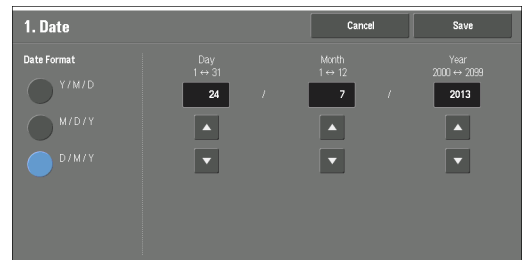 1. Date
Cancel
Save
Date Format
Y / M / D
M / D / Y
D / M / Y
Day
1 ↔ 31
24
/
Month
1 ↔ 12
7
/
Year
2000 ↔ 2099
2013